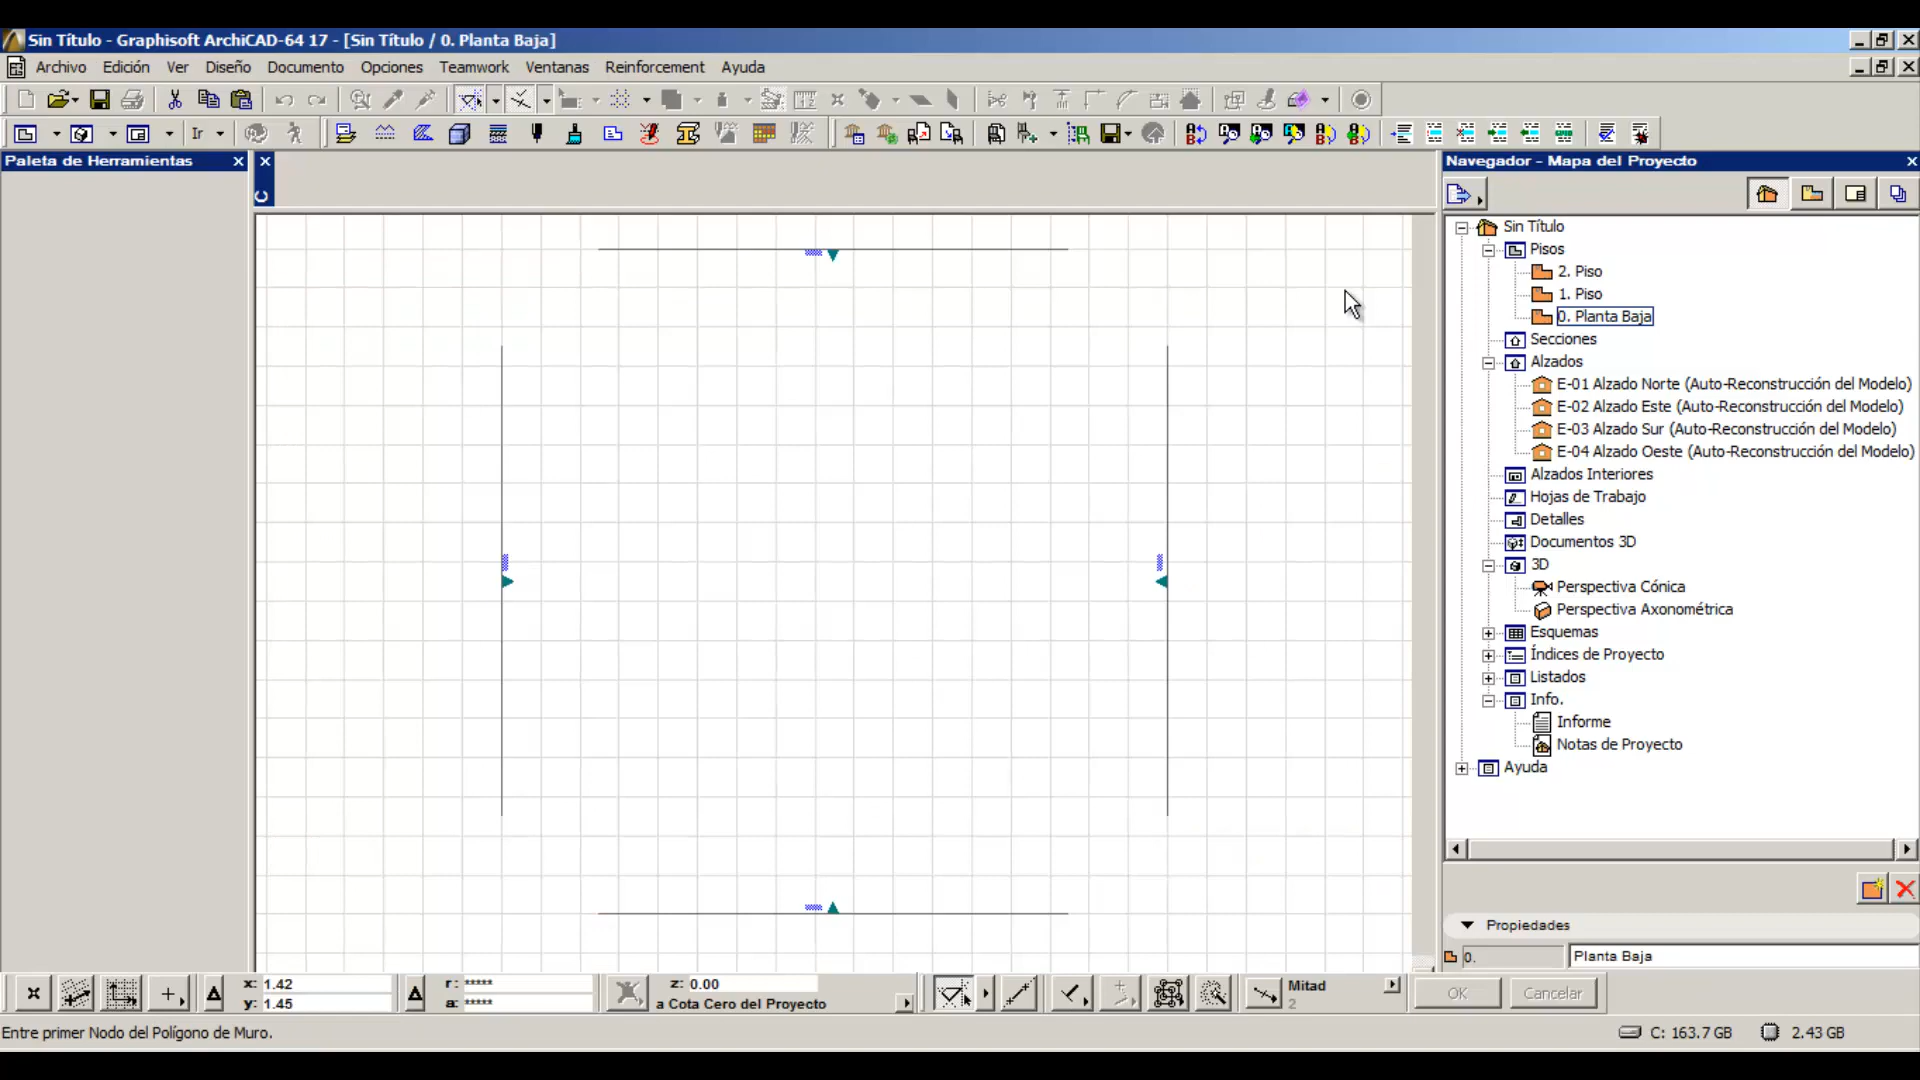 Sin Título - Graphisoft ArchiCAD-64 17 - [Sin Título / 0. Planta Baja]
Archivo Edición Ver Diseño Documento Opciones Teamwork Ventanas Reinforcement Ayuda
Ir
Paleta de Herramientas
Navegador - Mapa del Proyecto
Sin Título
Pisos
2. Piso
1. Piso
0. Planta Baja
Secciones
Alzados
E-01 Alzado Norte (Auto-Reconstrucción del Modelo)
E-02 Alzado Este (Auto-Reconstrucción del Modelo)
E-03 Alzado Sur (Auto-Reconstrucción del Modelo)
E-04 Alzado Oeste (Auto-Reconstrucción del Modelo)
Alzados Interiores
Hojas de Trabajo
Detalles
Documentos 3D
3D
Perspectiva Cónica
Perspectiva Axonométrica
Esquemas
Índices de Proyecto
Listados
Info.
Informe
Notas de Proyecto
Ayuda
Propiedades
0. Planta Baja
x: 1.42
y: 1.45
r: *****
a: *****
z: 0.00
a Cota Cero del Proyecto
Mitad
2
OK Cancelar
Entre primer Nodo del Polígono de Muro.
C: 163.7 GB 2.43 GB